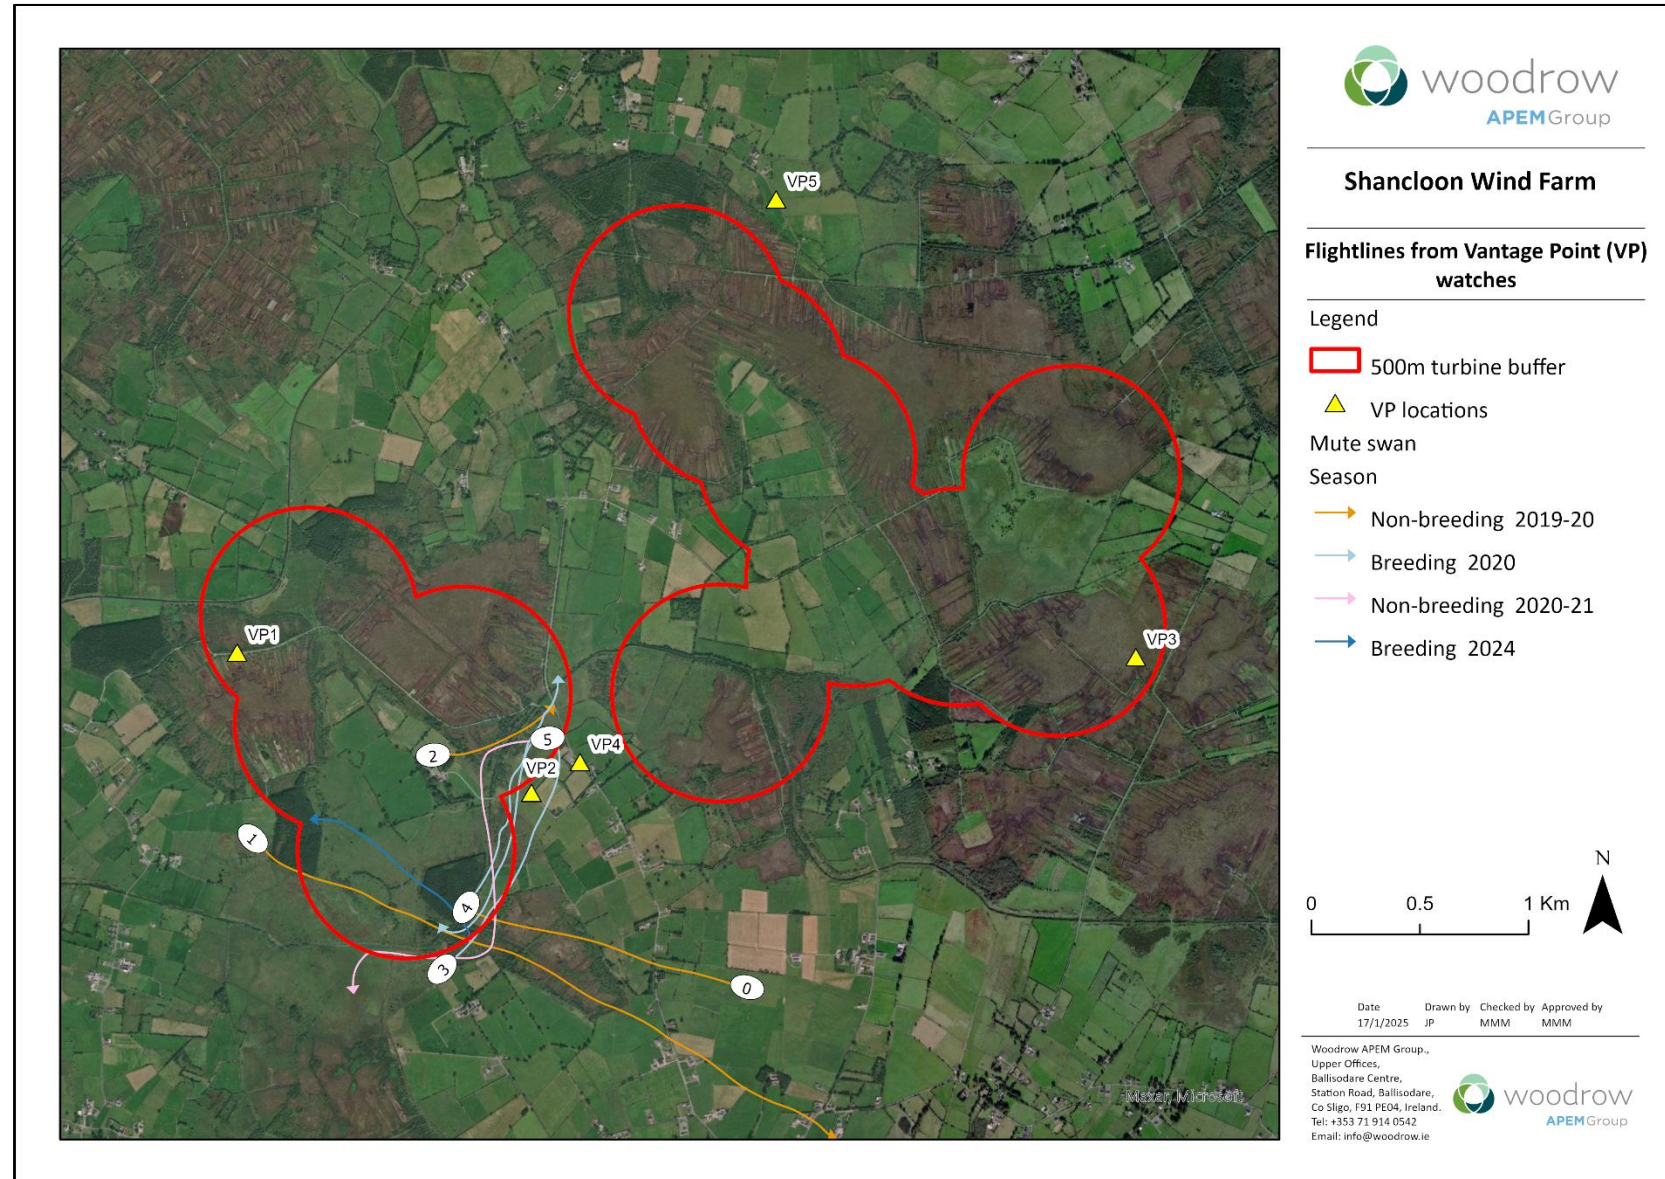 woodrow
APEMGroup
Shancloon Wind Farm
Flightlines from Vantage Point (VP)
watches
Legend
500m turbine buffer
VP locations
Mute swan
Season
Non-breeding 2019-20
Breeding 2020
Non-breeding 2020-21
Breeding 2024
VP5
VP1
VP3
VP4
VP2
5
2
1
4
3
0
N
0 0.5 1 Km
Date Drawn by Checked by Approved by
17/1/2025 JP MMM MMM
Woodrow APEM Group.,
Upper Offices,
Ballisodare Centre,
Station Road, Ballisodare,
Co Sligo, F91 PE04, Ireland.
Tel: +353 71 914 0542
Email: info@woodrow.ie
woodrow
APEMGroup
Maxar, Microsoft